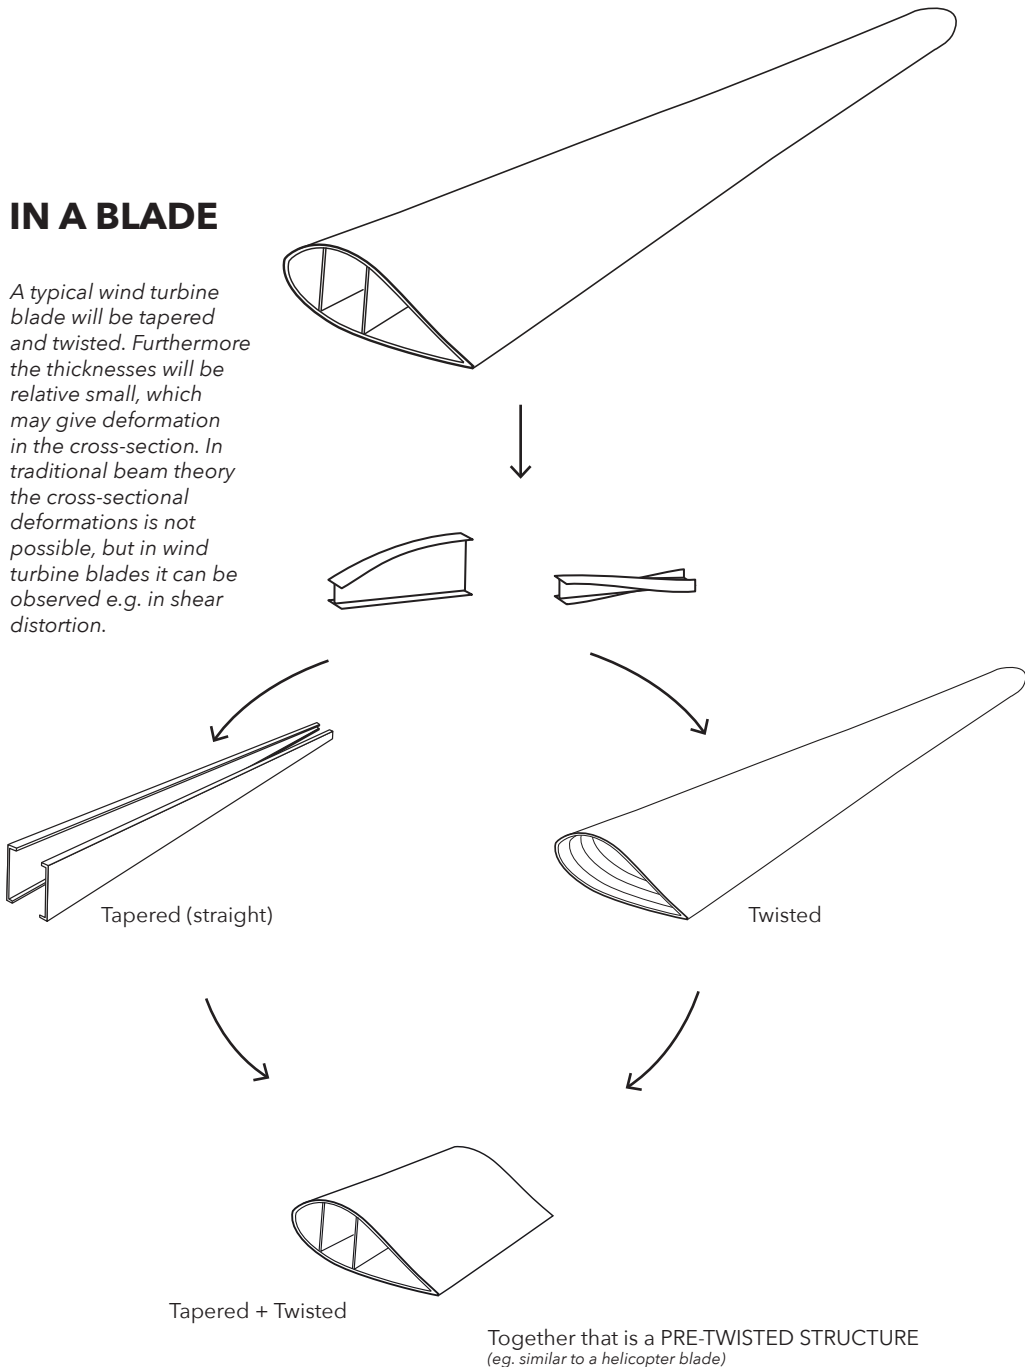 IN A BLADE
A typical wind turbine
blade will be tapered
and twisted. Furthermore
the thicknesses will be
relative small, which
may give deformation
in the cross-section. In
traditional beam theory
the cross-sectional
deformations is not
possible, but in wind
turbine blades it can be
observed e.g. in shear
distortion.
Tapered (straight)
Twisted
Tapered + Twisted
Together that is a PRE-TWISTED STRUCTURE
(eg. similar to a helicopter blade)